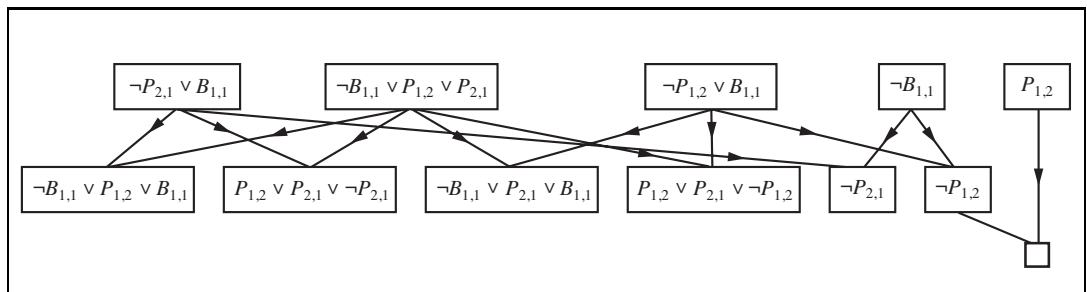 ¬P2,1 ∨ B1,1 ¬B1,1 ∨ P1,2 ∨ P2,1 ¬P1,2 ∨ B1,1 ¬B1,1 P1,2
¬B1,1 ∨ P1,2 ∨ B1,1 P1,2 ∨ P2,1 ∨ ¬P2,1 ¬B1,1 ∨ P2,1 ∨ B1,1 P1,2 ∨ P2,1 ∨ ¬P1,2 ¬P2,1 ¬P1,2